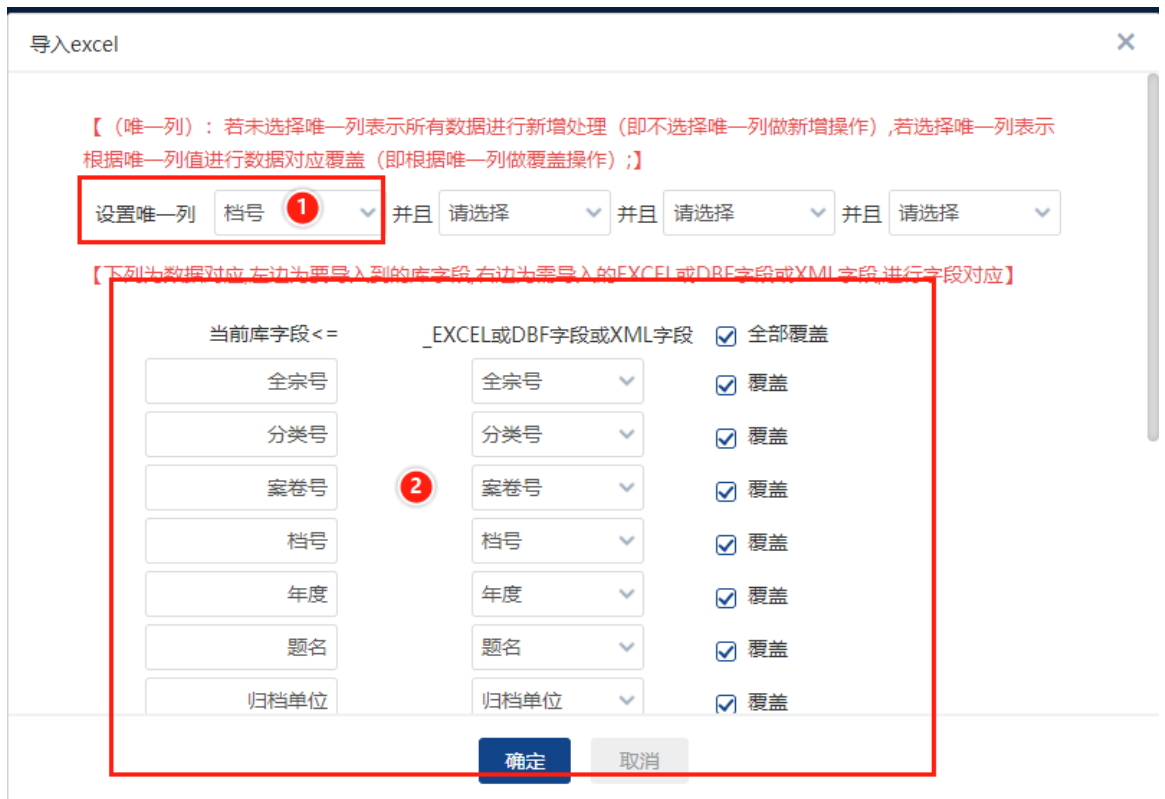 导入excel
【（唯一列）：若未选择唯一列表示所有数据进行新增处理（即不选择唯一列做新增操作）,若选择唯一列表示
根据唯一列值进行数据对应覆盖（即根据唯一列做覆盖操作）;】
设置唯一列 档号 1 并且 请选择 并且 请选择 并且 请选择
【下列为数据对应,左边为要导入到的库字段,右边为需导入的EXCEL或DBF字段或XML字段,进行字段对应】
当前库字段<= _EXCEL或DBF字段或XML字段 全部覆盖
全宗号 全宗号 覆盖
分类号 分类号 覆盖
案卷号 2 案卷号 覆盖
档号 档号 覆盖
年度 年度 覆盖
题名 题名 覆盖
归档单位 归档单位 覆盖
确定 取消